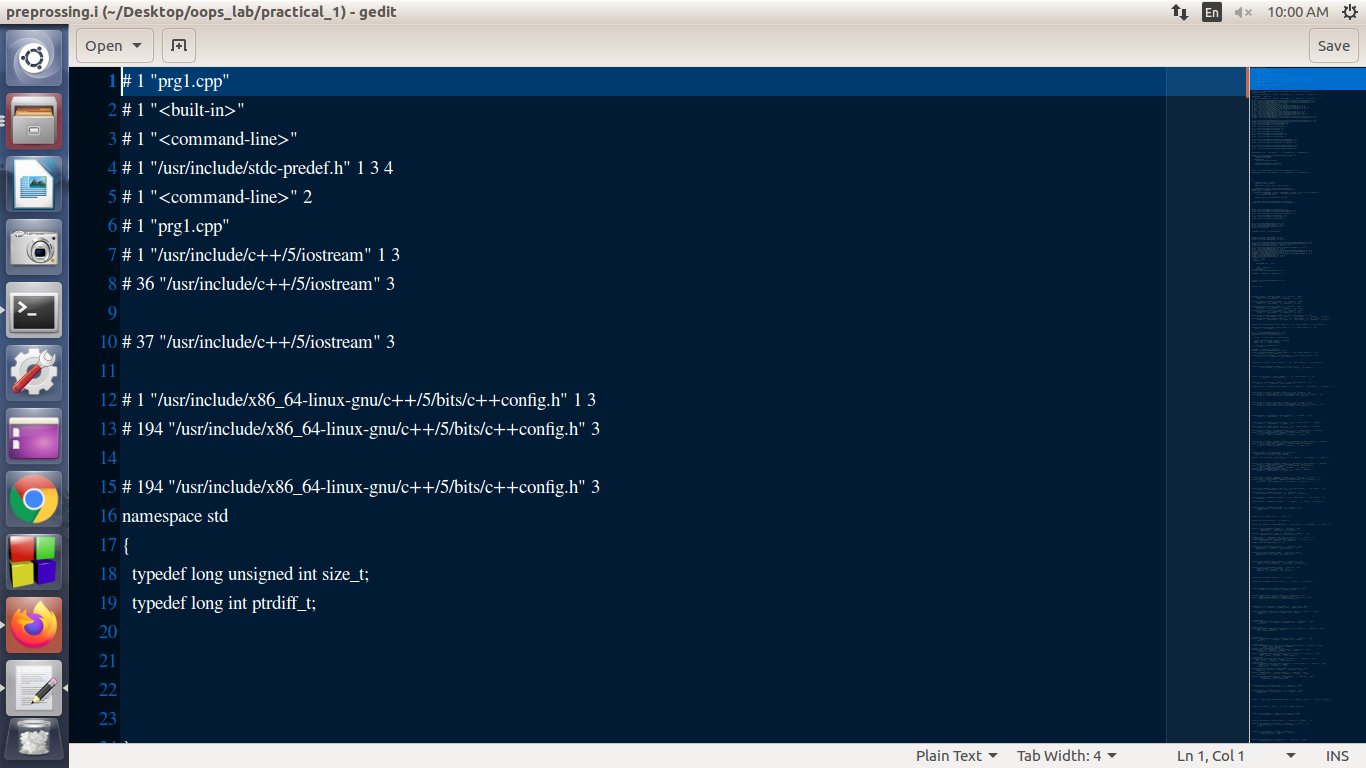 preprossing.i (~/Desktop/oops_lab/practical_1) - gedit
En
10:00 AM
Open
Save
1 # 1 "prg1.cpp"
2 # 1 "<built-in>"
3 # 1 "<command-line>"
4 # 1 "/usr/include/stdc-predef.h" 1 3 4
5 # 1 "<command-line>" 2
6 # 1 "prg1.cpp"
7 # 1 "/usr/include/c++/5/iostream" 1 3
8 # 36 "/usr/include/c++/5/iostream" 3
9
10 # 37 "/usr/include/c++/5/iostream" 3
11
12 # 1 "/usr/include/x86_64-linux-gnu/c++/5/bits/c++config.h" 1 3
13 # 194 "/usr/include/x86_64-linux-gnu/c++/5/bits/c++config.h" 3
14
15 # 194 "/usr/include/x86_64-linux-gnu/c++/5/bits/c++config.h" 3
16 namespace std
17 {
18 typedef long unsigned int size_t;
19 typedef long int ptrdiff_t;
20
21
22
23
Plain Text
Tab Width: 4
Ln 1, Col 1
INS